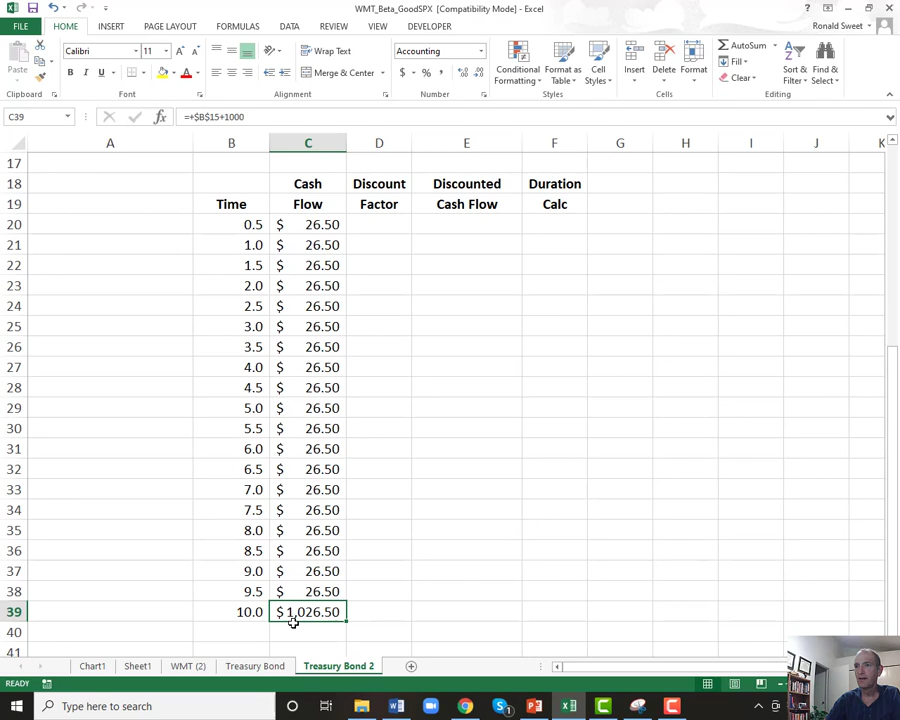 WMT_Beta_GoodSPX [Compatibility Mode] - Excel
FILE HOME INSERT PAGE LAYOUT FORMULAS DATA REVIEW VIEW DEVELOPER Ronald Sweet
Paste Calibri 11 Wrap Text Accounting Conditional Formatting Format as Table Cell Styles Insert Delete Format AutoSum Fill Clear Sort & Filter Find & Select
B I U A Merge & Center $ % ,
Clipboard Font Alignment Number Styles Cells Editing
C39 fx =+$B$15+1000
A B C D E F G H I J K
17
18 Cash Discount Discounted Duration
19 Time Flow Factor Cash Flow Calc
20 0.5 $ 26.50
21 1.0 $ 26.50
22 1.5 $ 26.50
23 2.0 $ 26.50
24 2.5 $ 26.50
25 3.0 $ 26.50
26 3.5 $ 26.50
27 4.0 $ 26.50
28 4.5 $ 26.50
29 5.0 $ 26.50
30 5.5 $ 26.50
31 6.0 $ 26.50
32 6.5 $ 26.50
33 7.0 $ 26.50
34 7.5 $ 26.50
35 8.0 $ 26.50
36 8.5 $ 26.50
37 9.0 $ 26.50
38 9.5 $ 26.50
39 10.0 $ 1,026.50
40
41
Chart1 Sheet1 WMT (2) Treasury Bond Treasury Bond 2
READY
Type here to search